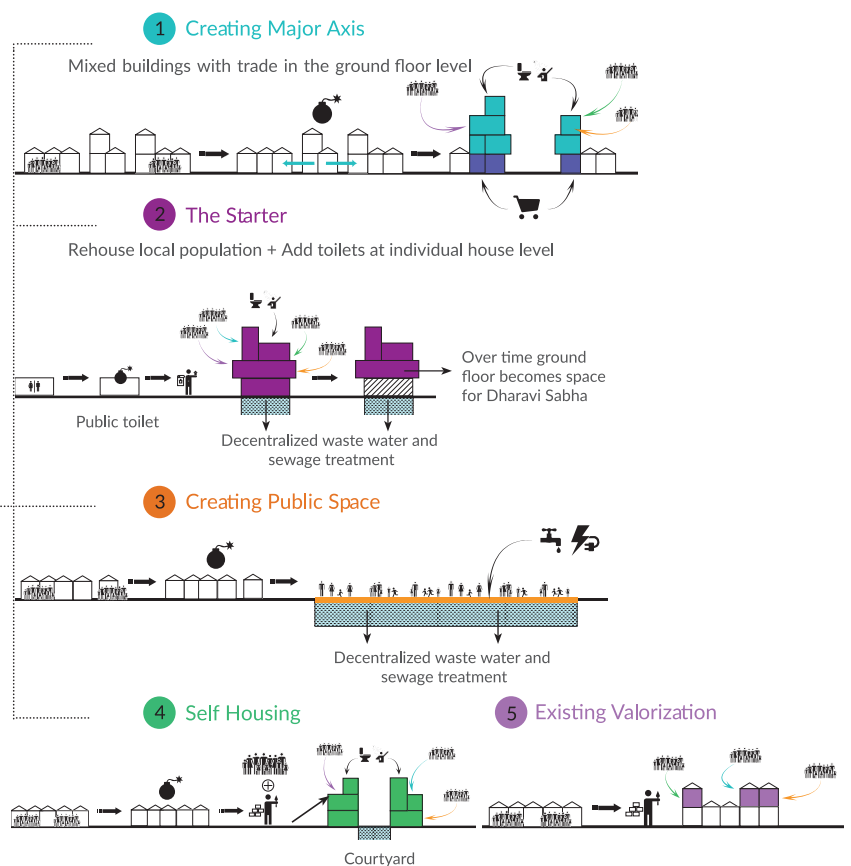 1 Creating Major Axis
Mixed buildings with trade in the ground floor level
2 The Starter
Rehouse local population + Add toilets at individual house level
Over time ground
floor becomes space
for Dharavi Sabha
Public toilet
Decentralized waste water and
sewage treatment
3 Creating Public Space
Decentralized waste water and
sewage treatment
4 Self Housing
5 Existing Valorization
Courtyard